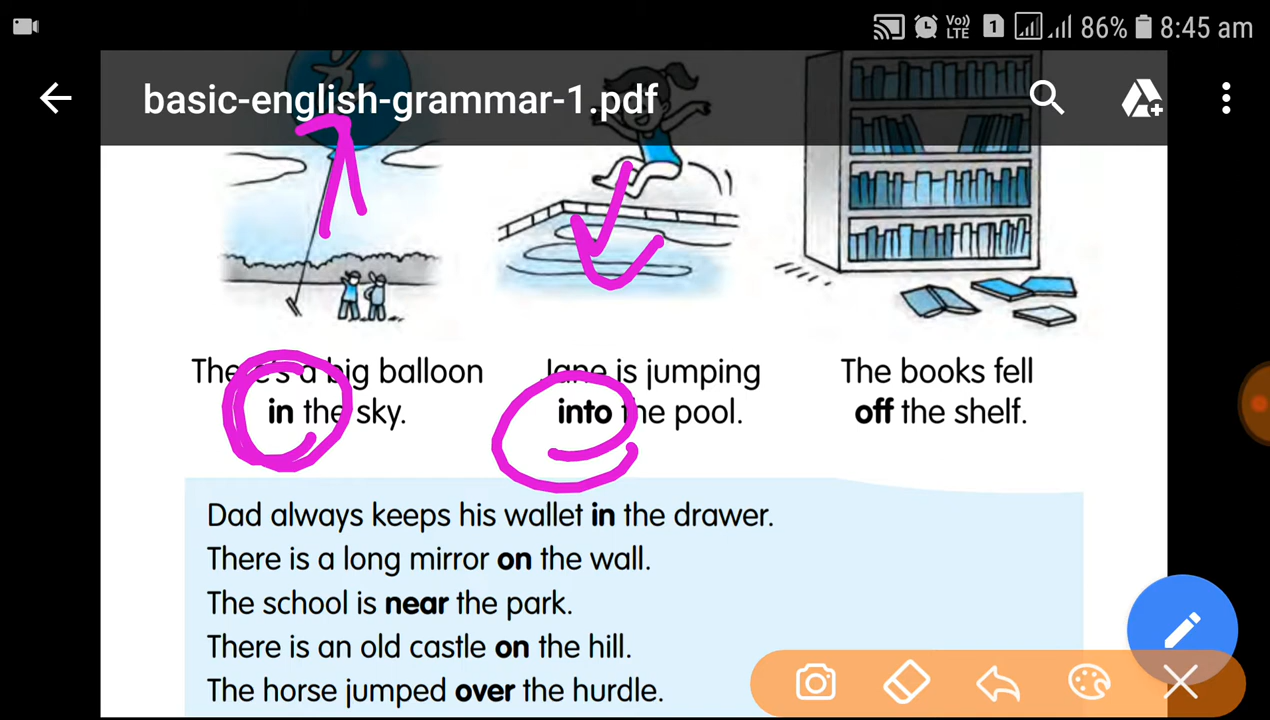 Vo)) LTE 1 86% 8:45 am
basic-english-grammar-1.pdf
There's a big balloon
in the sky.
Jane is jumping
into the pool.
The books fell
off the shelf.
Dad always keeps his wallet in the drawer.
There is a long mirror on the wall.
The school is near the park.
There is an old castle on the hill.
The horse jumped over the hurdle.